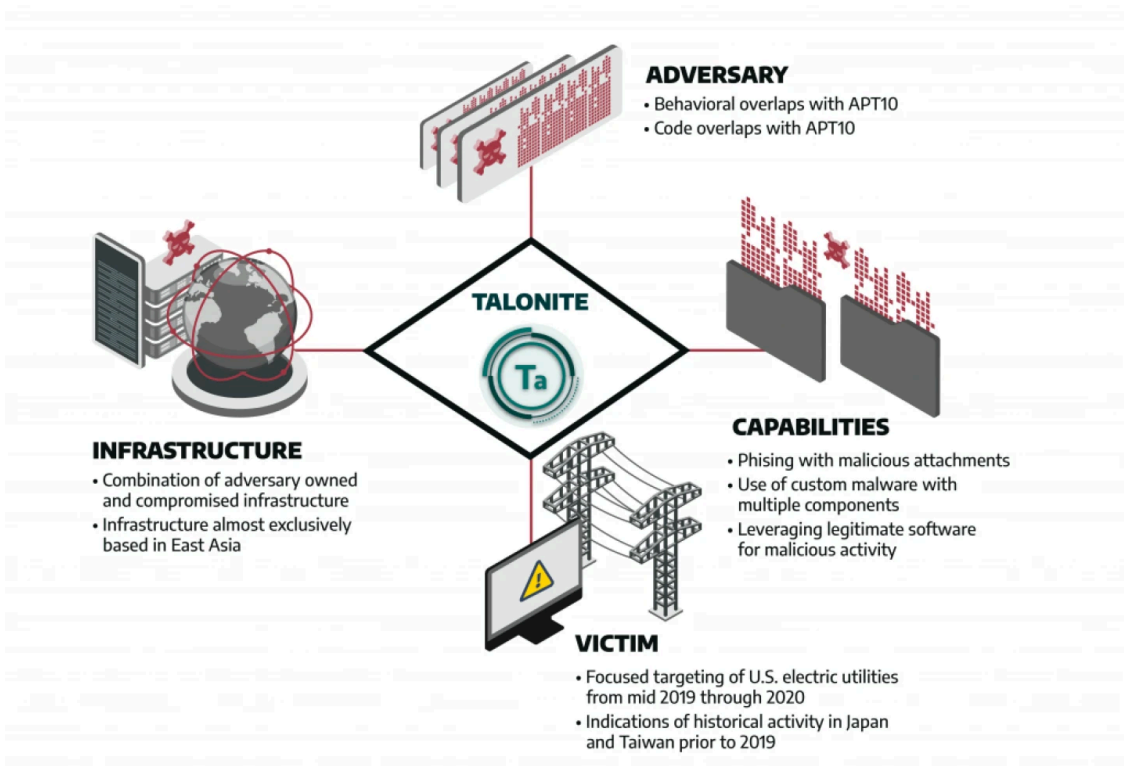 ADVERSARY
• Behavioral overlaps with APT10
• Code overlaps with APT10
TALONITE
Ta
INFRASTRUCTURE
• Combination of adversary owned
and compromised infrastructure
• Infrastructure almost exclusively
based in East Asia
CAPABILITIES
• Phising with malicious attachments
• Use of custom malware with
multiple components
• Leveraging legitimate software
for malicious activity
VICTIM
• Focused targeting of U.S. electric utilities
from mid 2019 through 2020
• Indications of historical activity in Japan
and Taiwan prior to 2019